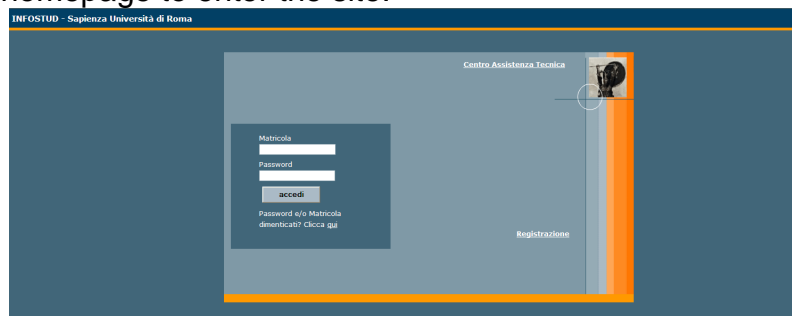 homepage to enter the site.
INFOSTUD - Sapienza Università di Roma
Centro Assistenza Tecnica
Matricola
Password
accedi
Password e/o Matricola
dimenticati? Clicca qui
Registrazione